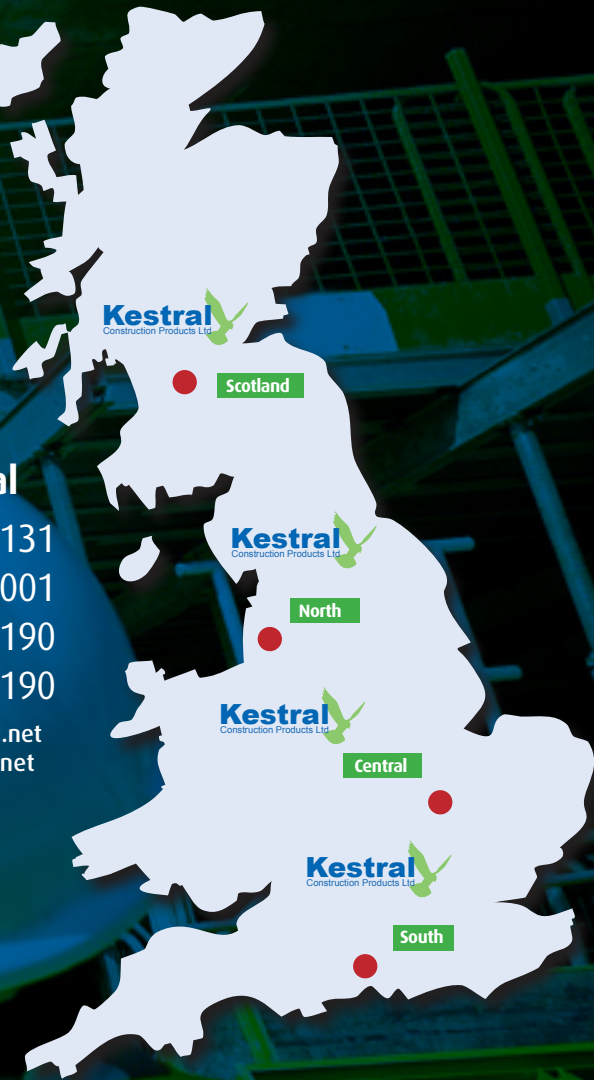 Kestral
Construction Products Ltd
Scotland
al
131
001
190
190
.net
net
Kestral
Construction Products Ltd
North
Kestral
Construction Products Ltd
Central
Kestral
Construction Products Ltd
South